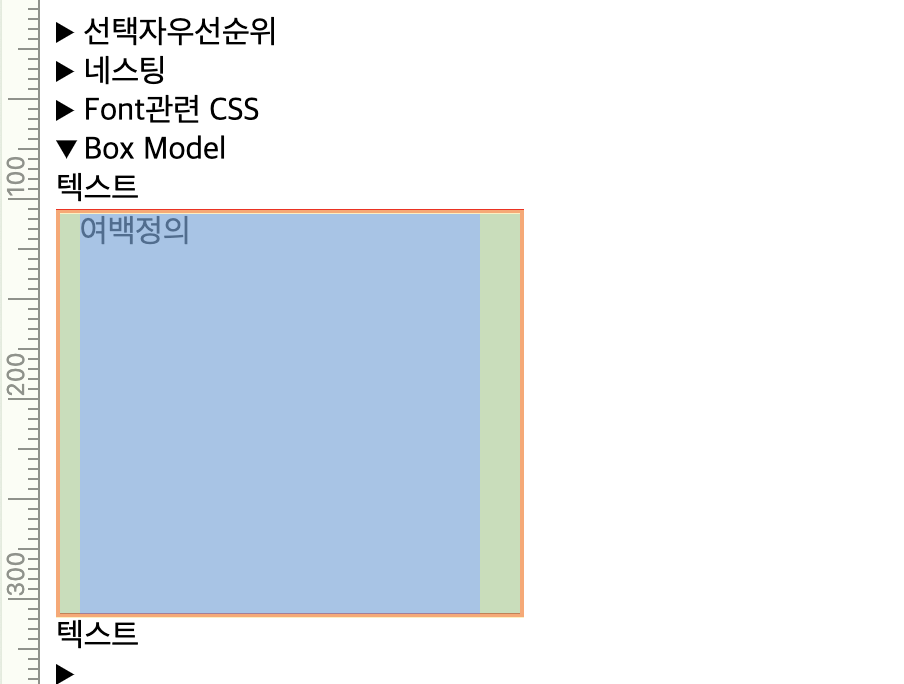 ▶ 선택자우선순위
▶ 네스팅
▶ Font관련 CSS
▼ Box Model
100
텍스트
여백정의
200
300
텍스트
▶